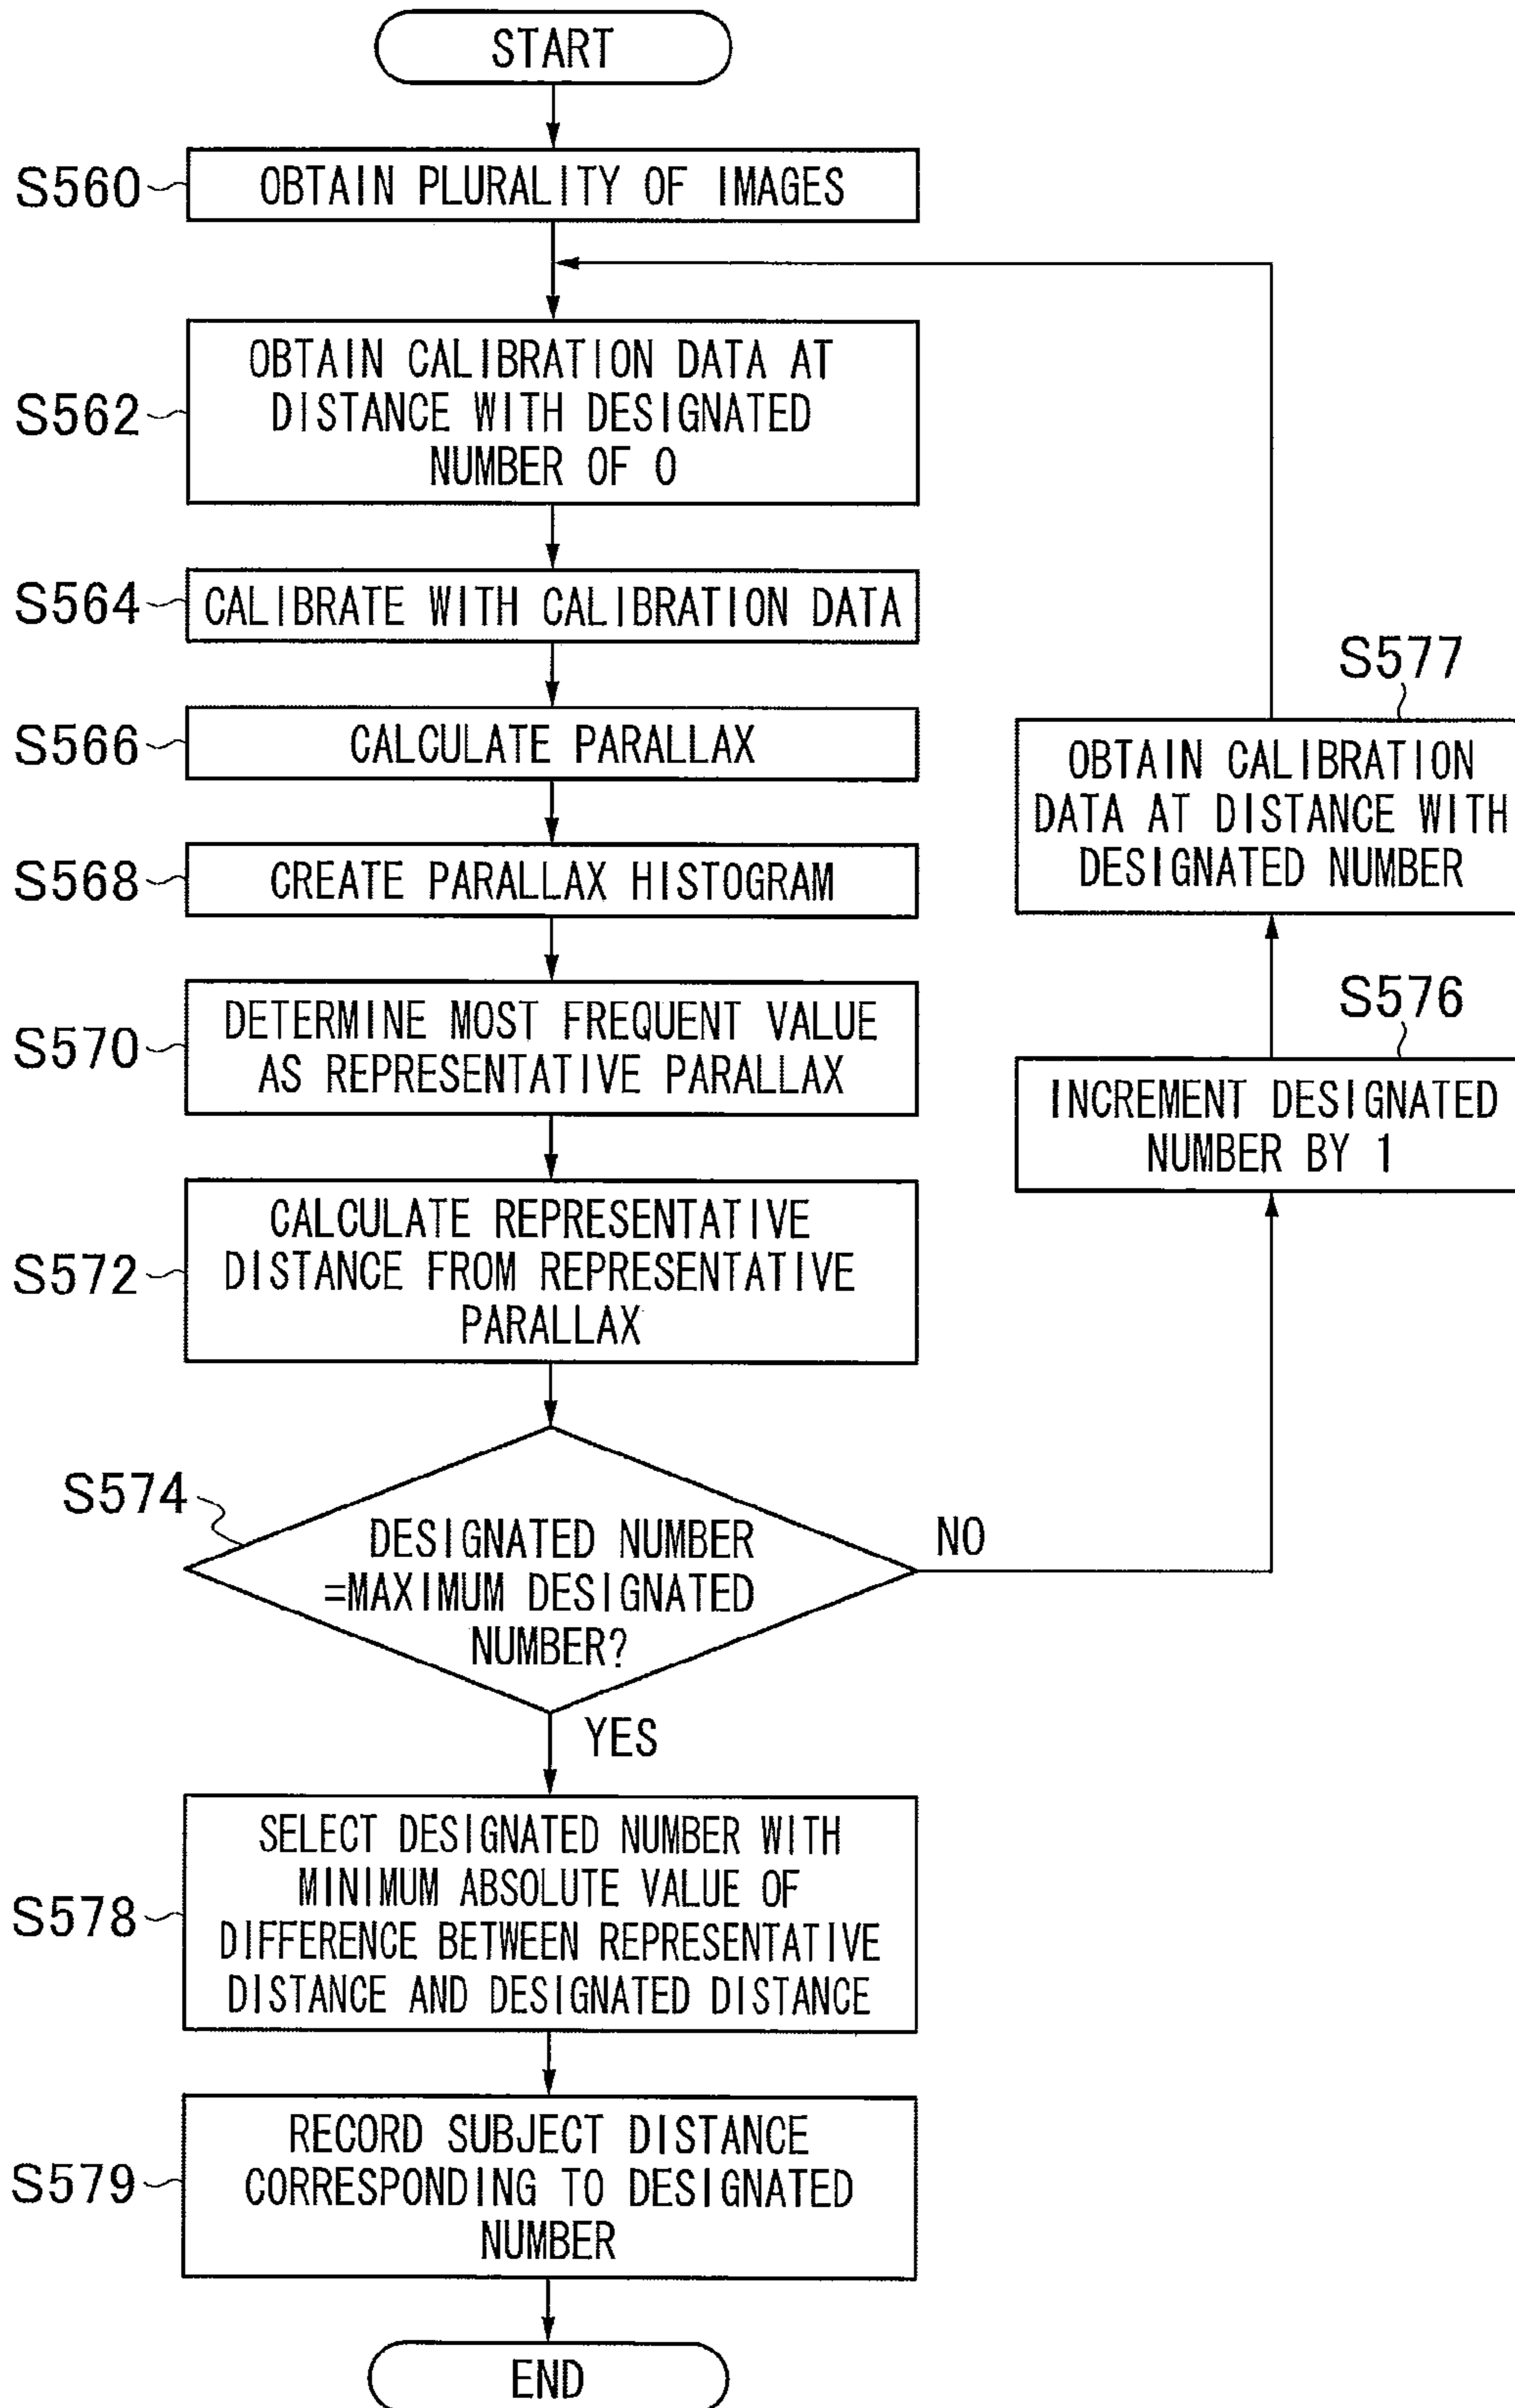 START
S560
OBTAIN PLURALITY OF IMAGES
S562
OBTAIN CALIBRATION DATA AT
DISTANCE WITH DESIGNATED
NUMBER OF 0
S564
CALIBRATE WITH CALIBRATION DATA
S566
CALCULATE PARALLAX
S568
CREATE PARALLAX HISTOGRAM
S570
DETERMINE MOST FREQUENT VALUE
AS REPRESENTATIVE PARALLAX
S572
CALCULATE REPRESENTATIVE
DISTANCE FROM REPRESENTATIVE
PARALLAX
S574
DESIGNATED NUMBER
=MAXIMUM DESIGNATED
NUMBER?
NO
S576
INCREMENT DESIGNATED
NUMBER BY 1
S577
OBTAIN CALIBRATION
DATA AT DISTANCE WITH
DESIGNATED NUMBER
YES
S578
SELECT DESIGNATED NUMBER WITH
MINIMUM ABSOLUTE VALUE OF
DIFFERENCE BETWEEN REPRESENTATIVE
DISTANCE AND DESIGNATED DISTANCE
S579
RECORD SUBJECT DISTANCE
CORRESPONDING TO DESIGNATED
NUMBER
END